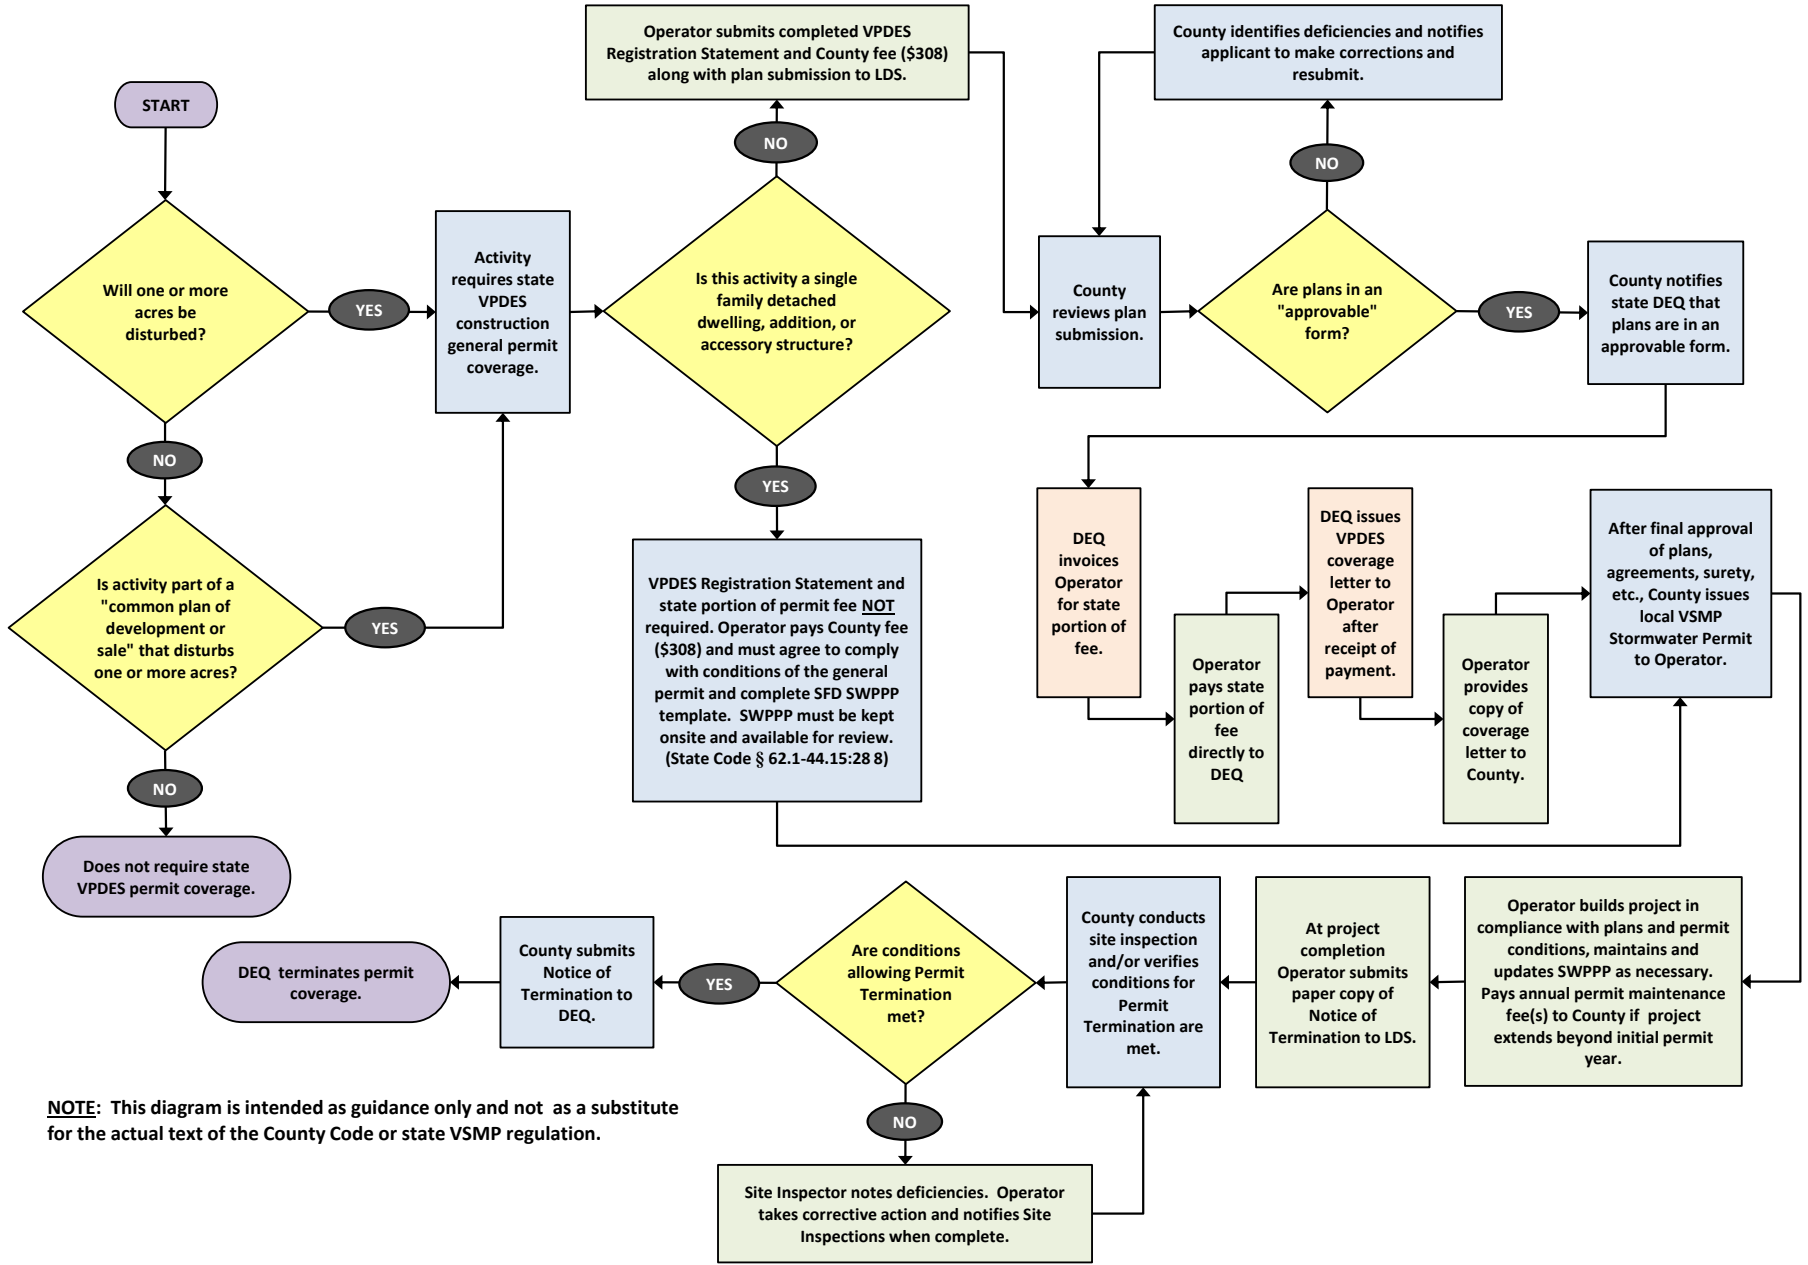 START
Will one or more
acres be
disturbed?
YES
NO
Is activity part of a
"common plan of
development or
sale" that disturbs
one or more acres?
YES
NO
Does not require state
VPDES permit coverage.
Activity
requires state
VPDES
construction
general permit
coverage.
Is this activity a single
family detached
dwelling, addition, or
accessory structure?
NO
Operator submits completed VPDES
Registration Statement and County fee ($308)
along with plan submission to LDS.
YES
VPDES Registration Statement and
state portion of permit fee NOT
required. Operator pays County fee
($308) and must agree to comply
with conditions of the general
permit and complete SFD SWPPP
template.  SWPPP must be kept
onsite and available for review.
(State Code § 62.1-44.15:28 8)
County
reviews plan
submission.
Are plans in an
"approvable"
form?
NO
County identifies deficiencies and notifies
applicant to make corrections and
resubmit.
YES
County notifies
state DEQ that
plans are in an
approvable form.
DEQ
invoices
Operator
for state
portion of
fee.
Operator
pays state
portion of
fee
directly to
DEQ
DEQ issues
VPDES
coverage
letter to
Operator
after
receipt of
payment.
Operator
provides
copy of
coverage
letter to
County.
After final approval
of plans,
agreements, surety,
etc., County issues
local VSMP
Stormwater Permit
to Operator.
Operator builds project in
compliance with plans and permit
conditions, maintains and
updates SWPPP as necessary.
Pays annual permit maintenance
fee(s) to County if  project
extends beyond initial permit
year.
At project
completion
Operator submits
paper copy of
Notice of
Termination to LDS.
County conducts
site inspection
and/or verifies
conditions for
Permit
Termination are
met.
Are conditions
allowing Permit
Termination
met?
YES
County submits
Notice of
Termination to
DEQ.
DEQ  terminates permit
coverage.
NO
Site Inspector notes deficiencies.  Operator
takes corrective action and notifies Site
Inspections when complete.
NOTE:  This diagram is intended as guidance only and not  as a substitute
for the actual text of the County Code or state VSMP regulation.